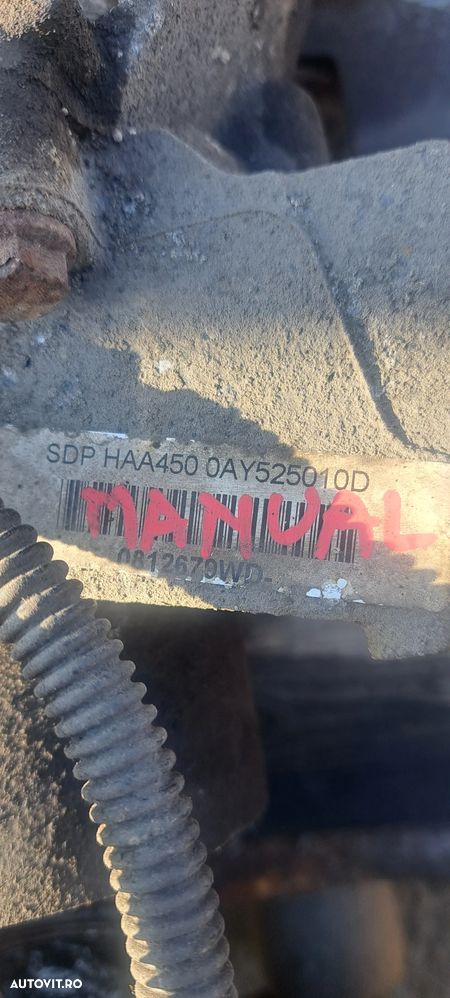 SDP HAA450 0AY525010D
MANUAL
0812679WD-
AUTOVIT.RO